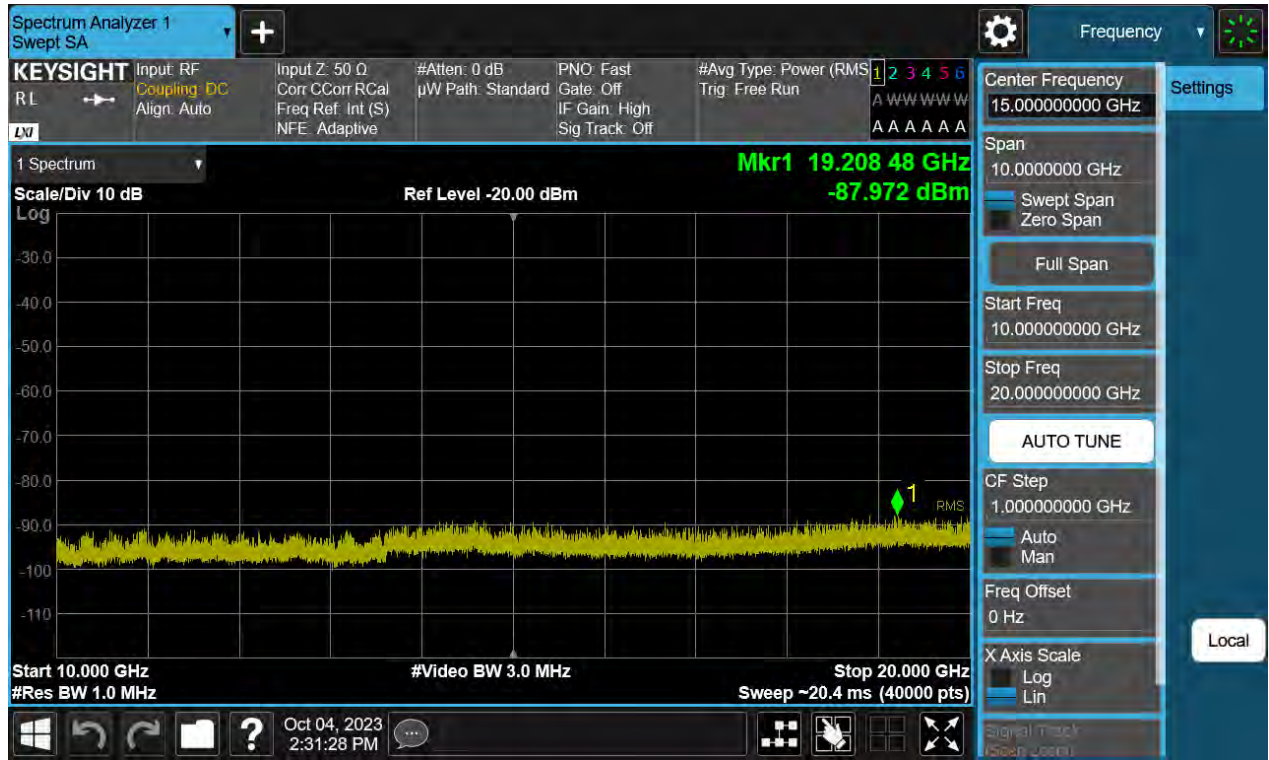 Spectrum Analyzer 1
Swept SA
+
Frequency
KEYSIGHT
RL
LXI
Input: RF
Coupling: DC
Align: Auto
Input Z: 50 Ω
Corr CCorr RCal
Freq Ref: Int (S)
NFE: Adaptive
#Atten: 0 dB
µW Path: Standard
PNO: Fast
Gate: Off
IF Gain: High
Sig Track: Off
#Avg Type: Power (RMS
Trig: Free Run
1 2 3 4 5 6
A W W W W W
A A A A A A
1 Spectrum
Scale/Div 10 dB
Log
Ref Level -20.00 dBm
Mkr1 19.208 48 GHz
-87.972 dBm
-30.0
-40.0
-50.0
-60.0
-70.0
-80.0
-90.0
-100
-110
1
RMS
Start 10.000 GHz
#Res BW 1.0 MHz
#Video BW 3.0 MHz
Stop 20.000 GHz
Sweep ~20.4 ms (40000 pts)
Center Frequency
15.000000000 GHz
Span
10.0000000 GHz
Swept Span
Zero Span
Full Span
Start Freq
10.000000000 GHz
Stop Freq
20.000000000 GHz
AUTO TUNE
CF Step
1.000000000 GHz
Auto
Man
Freq Offset
0 Hz
X Axis Scale
Log
Lin
Signal Track
(Span Zoom)
Settings
Local
?
Oct 04, 2023
2:31:28 PM